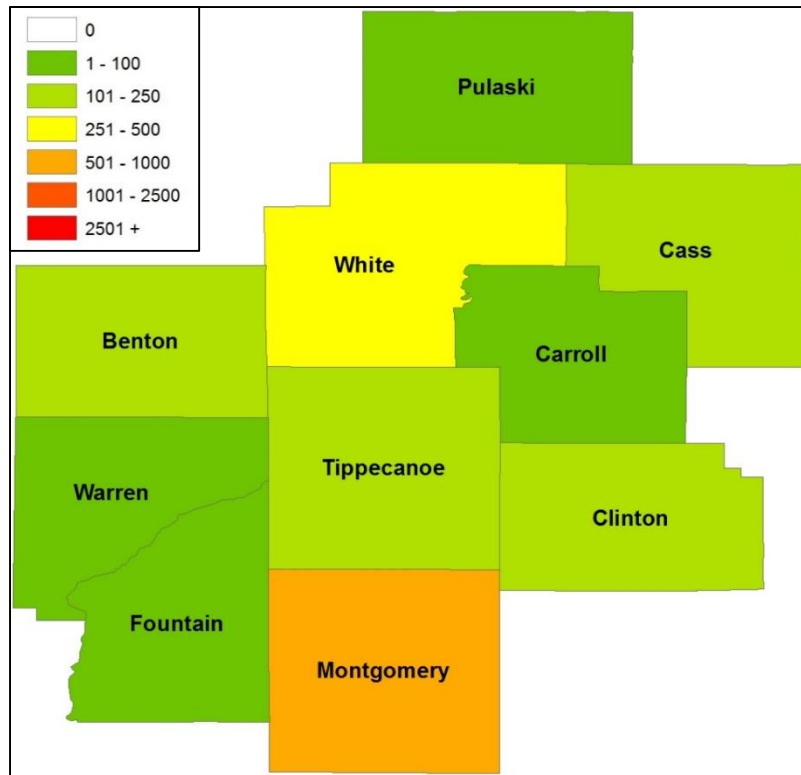 0
1 - 100
101 - 250
251 - 500
501 - 1000
1001 - 2500
2501 +
Pulaski
White
Cass
Benton
Carroll
Tippecanoe
Warren
Clinton
Fountain
Montgomery